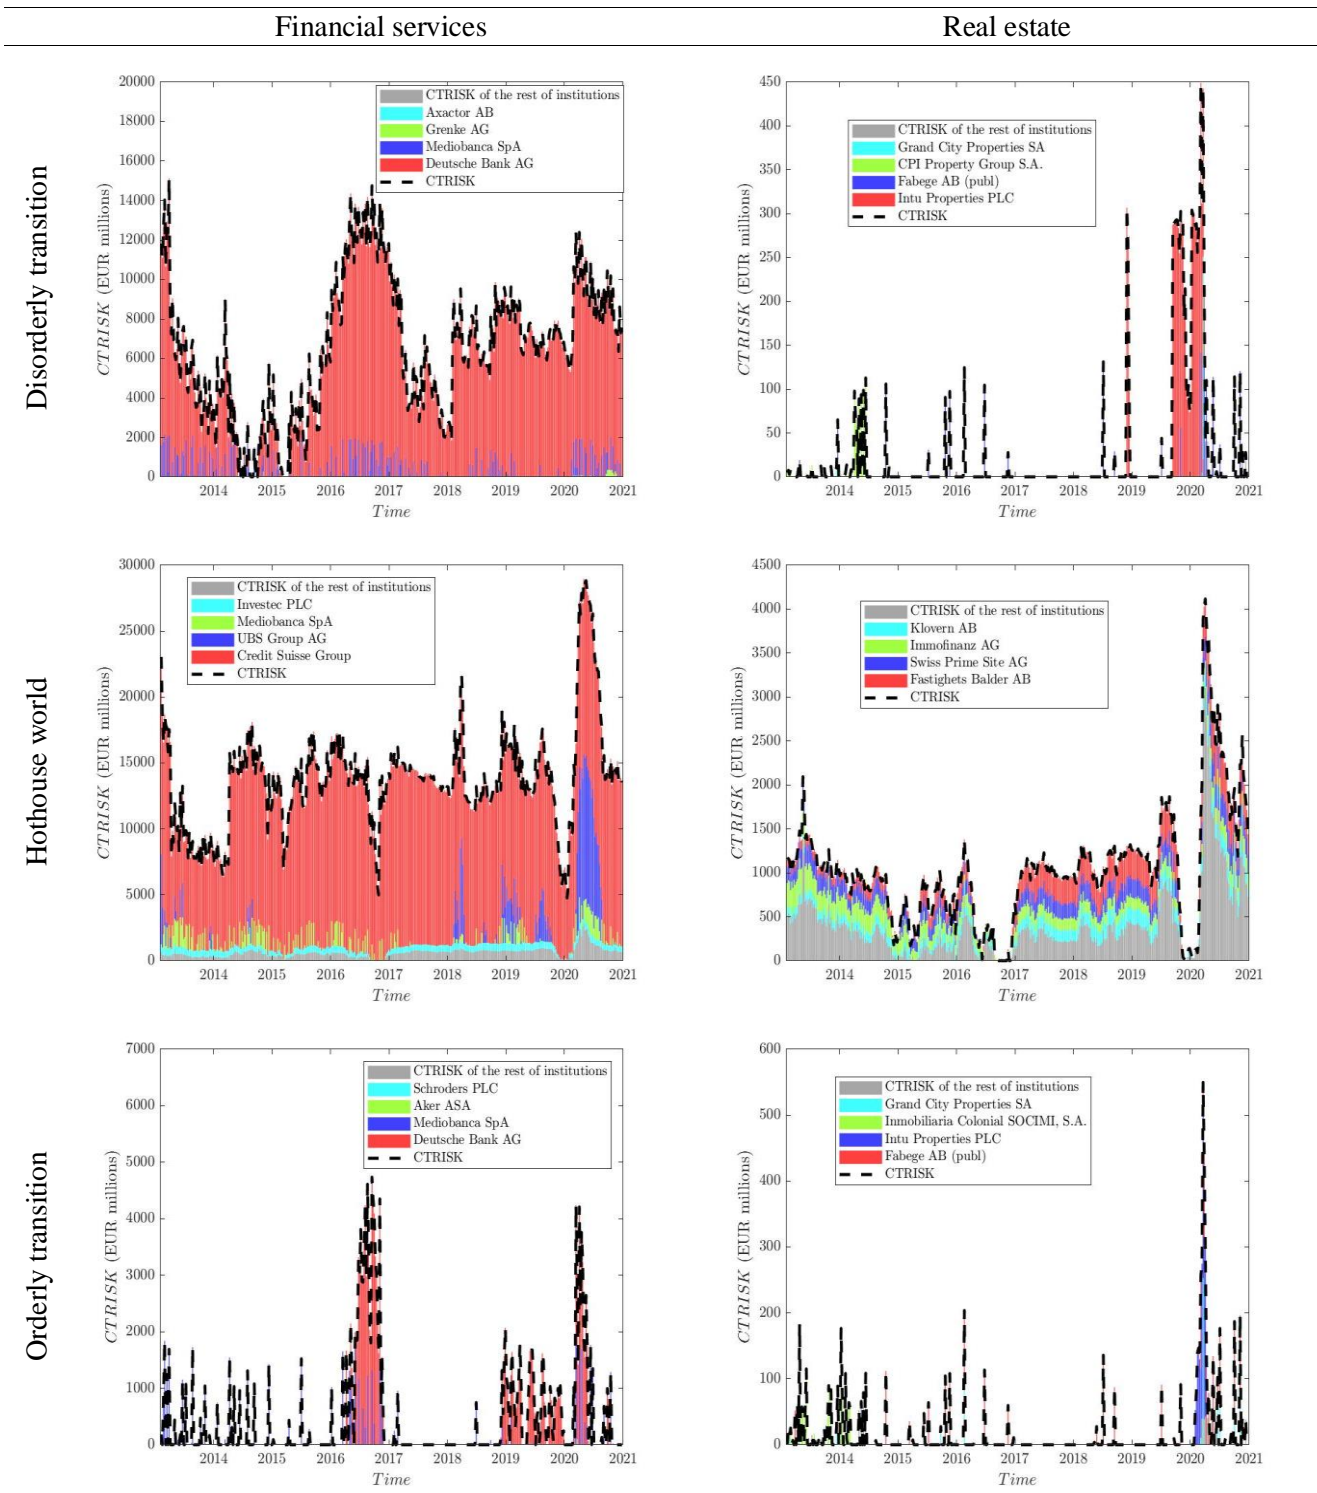 Financial services Real estate
Disorderly transition
20000
18000
16000
14000
12000
10000
8000
6000
4000
2000
0
CTRISK (EUR millions)
CTRISK of the rest of institutions
Axactor AB
Grenke AG
Mediobanca SpA
Deutsche Bank AG
CTRISK
2014 2015 2016 2017 2018 2019 2020 2021
Time
450
400
350
300
250
200
150
100
50
0
CTRISK (EUR millions)
CTRISK of the rest of institutions
Grand City Properties SA
CPI Property Group S.A.
Fabege AB (publ)
Intu Properties PLC
CTRISK
2014 2015 2016 2017 2018 2019 2020 2021
Time
Hothouse world
30000
25000
20000
15000
10000
5000
0
CTRISK (EUR millions)
CTRISK of the rest of institutions
Investec PLC
Mediobanca SpA
UBS Group AG
Credit Suisse Group
CTRISK
2014 2015 2016 2017 2018 2019 2020 2021
Time
4500
4000
3500
3000
2500
2000
1500
1000
500
0
CTRISK (EUR millions)
CTRISK of the rest of institutions
Klovern AB
Immofinanz AG
Swiss Prime Site AG
Fastighets Balder AB
CTRISK
2014 2015 2016 2017 2018 2019 2020 2021
Time
Orderly transition
7000
6000
5000
4000
3000
2000
1000
0
CTRISK (EUR millions)
CTRISK of the rest of institutions
Schroders PLC
Aker ASA
Mediobanca SpA
Deutsche Bank AG
CTRISK
2014 2015 2016 2017 2018 2019 2020 2021
Time
600
500
400
300
200
100
0
CTRISK (EUR millions)
CTRISK of the rest of institutions
Grand City Properties SA
Inmobiliaria Colonial SOCIMI, S.A.
Intu Properties PLC
Fabege AB (publ)
CTRISK
2014 2015 2016 2017 2018 2019 2020 2021
Time